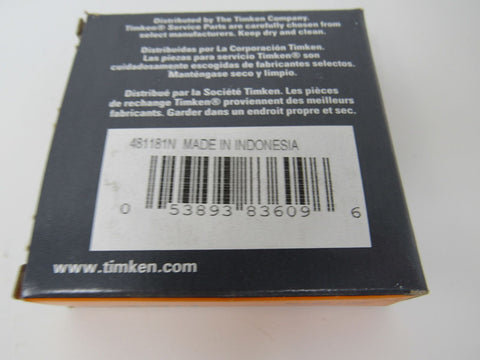 Distributed by The Timken Company.
Timken® Service Parts are carefully chosen from
select manufacturers. Keep dry and clean.
Distribuidos por La Corporación Timken.
Las piezas para servicio Timken® son
cuidadosamente escogidas de fabricantes selectos.
Manténgase seco y limpio.
Distribué par la Société Timken. Les pièces
de rechange Timken® proviennent des meilleurs
fabricants. Garder dans un endroit propre et sec.
481181N MADE IN INDONESIA
0 53893 83609 6
www.timken.com